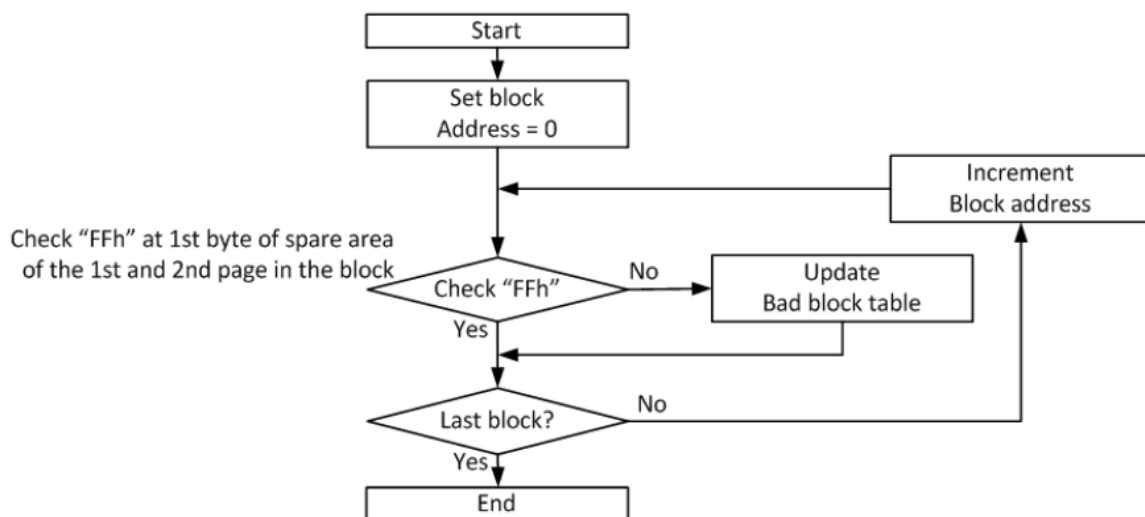 Start
Set block
Address = 0
Increment
Block address
Check “FFh” at 1st byte of spare area
of the 1st and 2nd page in the block
Check “FFh”
No
Update
Bad block table
Yes
Last block?
No
Yes
End